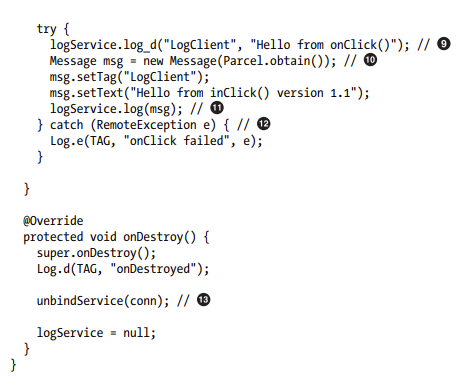 try {
logService.log_d("LogClient", "Hello from onClick()"); // ❾
Message msg = new Message(Parcel.obtain()); // ❿
msg.setTag("LogClient");
msg.setText("Hello from inClick() version 1.1");
logService.log(msg); // ⓫
} catch (RemoteException e) { // ⓬
Log.e(TAG, "onClick failed", e);
}
}
@Override
protected void onDestroy() {
super.onDestroy();
Log.d(TAG, "onDestroyed");
unbindService(conn); // ⓭
logService = null;
}
}